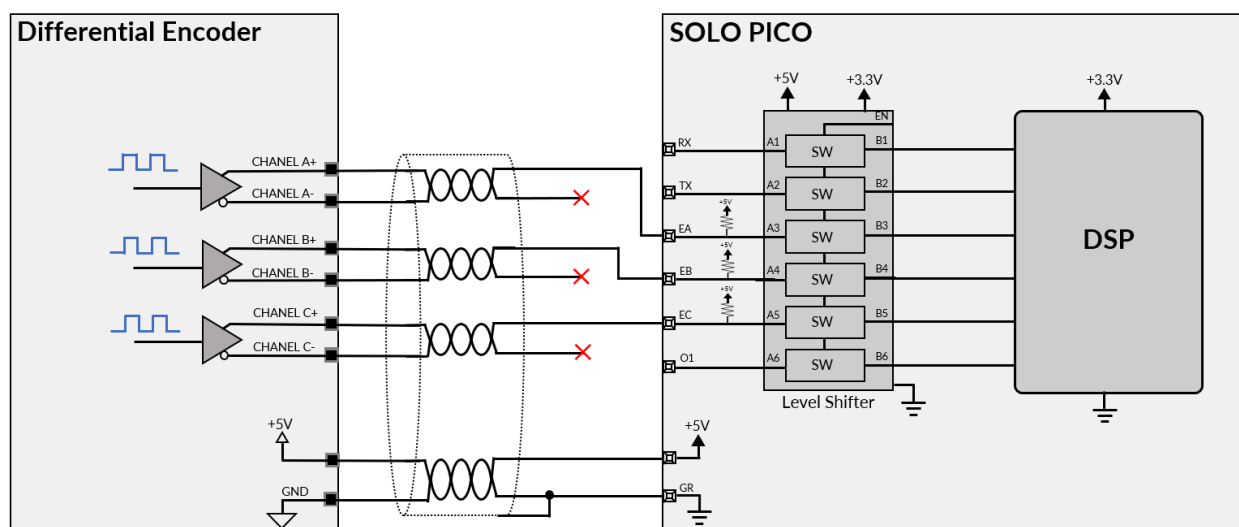 Differential Encoder
SOLO PICO
+5V
+3.3V
+3.3V
EN
RX
A1
SW
B1
CHANEL A+
TX
A2
SW
B2
CHANEL A-
+5V
EA
A3
SW
B3
DSP
CHANEL B+
+5V
EB
A4
SW
B4
CHANEL B-
+5V
EC
A5
SW
B5
CHANEL C+
CHANEL C-
O1
A6
SW
B6
Level Shifter
+5V
+5V
GND
GR